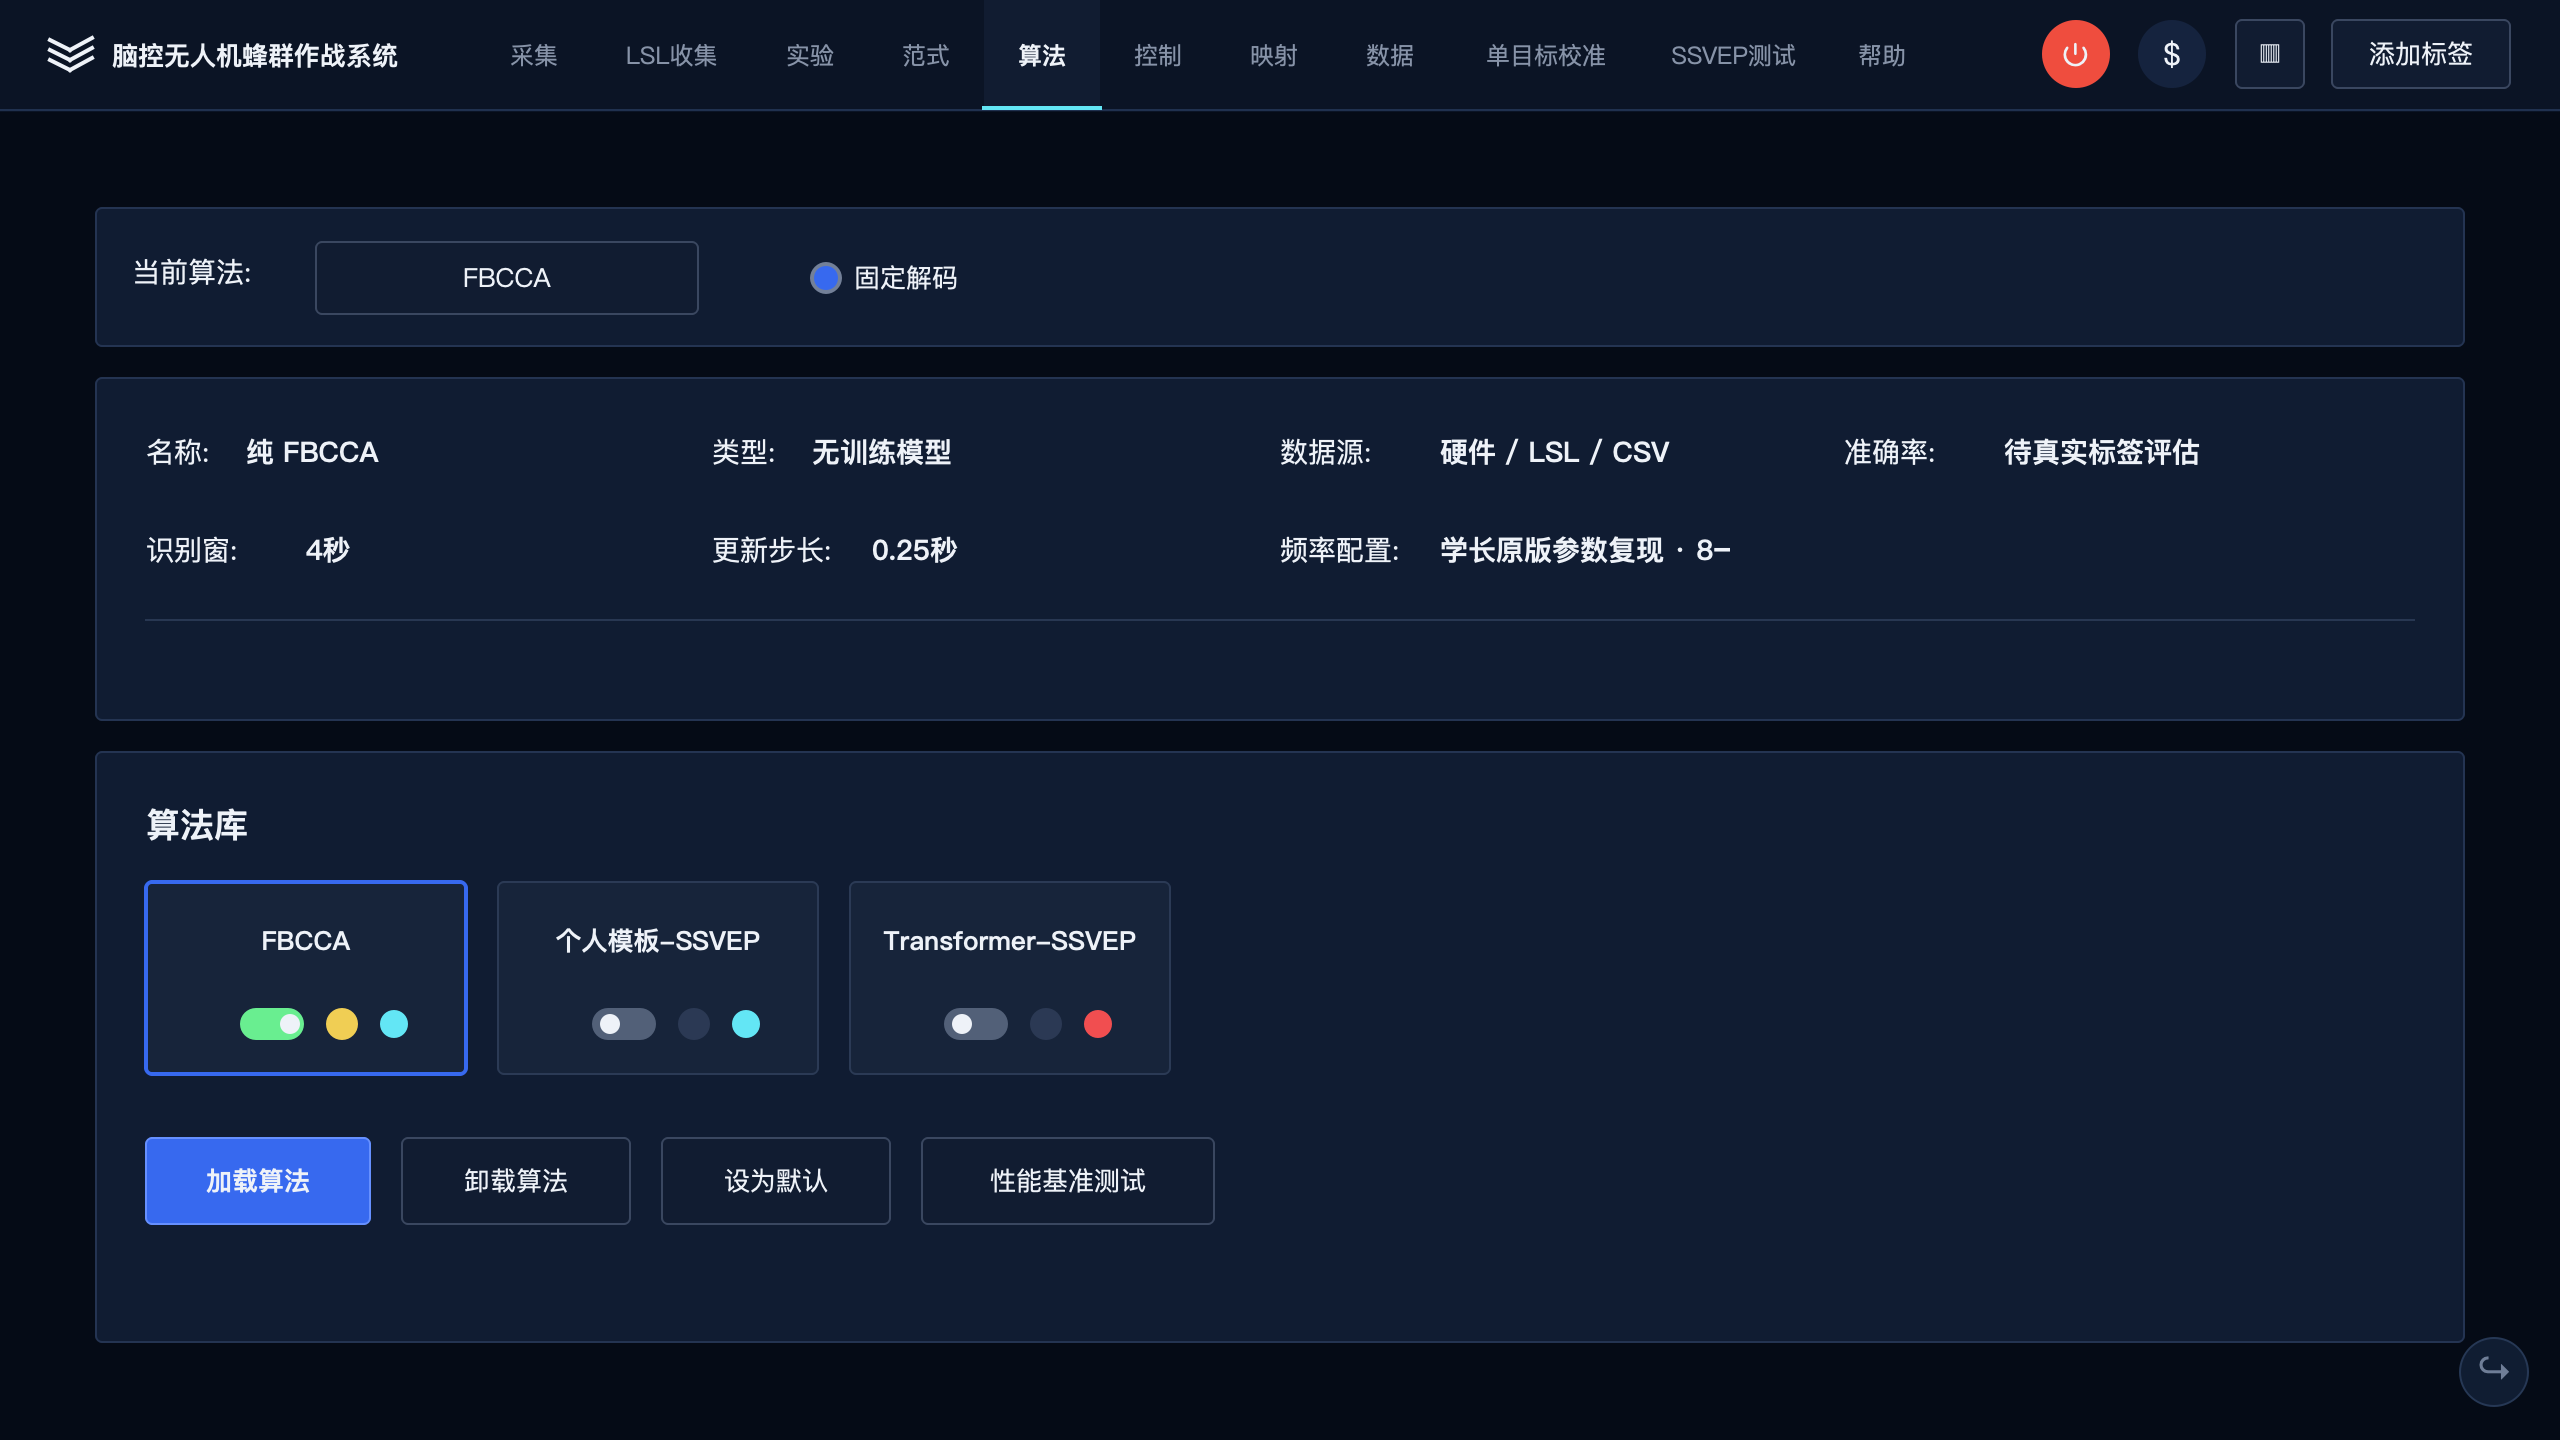 脑控无人机蜂群作战系统
采集
LSL收集
实验
范式
算法
控制
映射
数据
单目标校准
SSVEP测试
帮助
$
添加标签
当前算法:
FBCCA
固定解码
名称: 纯 FBCCA
类型: 无训练模型
数据源: 硬件 / LSL / CSV
准确率: 待真实标签评估
识别窗: 4秒
更新步长: 0.25秒
频率配置: 学长原版参数复现 · 8–
算法库
FBCCA
个人模板–SSVEP
Transformer–SSVEP
加载算法
卸载算法
设为默认
性能基准测试